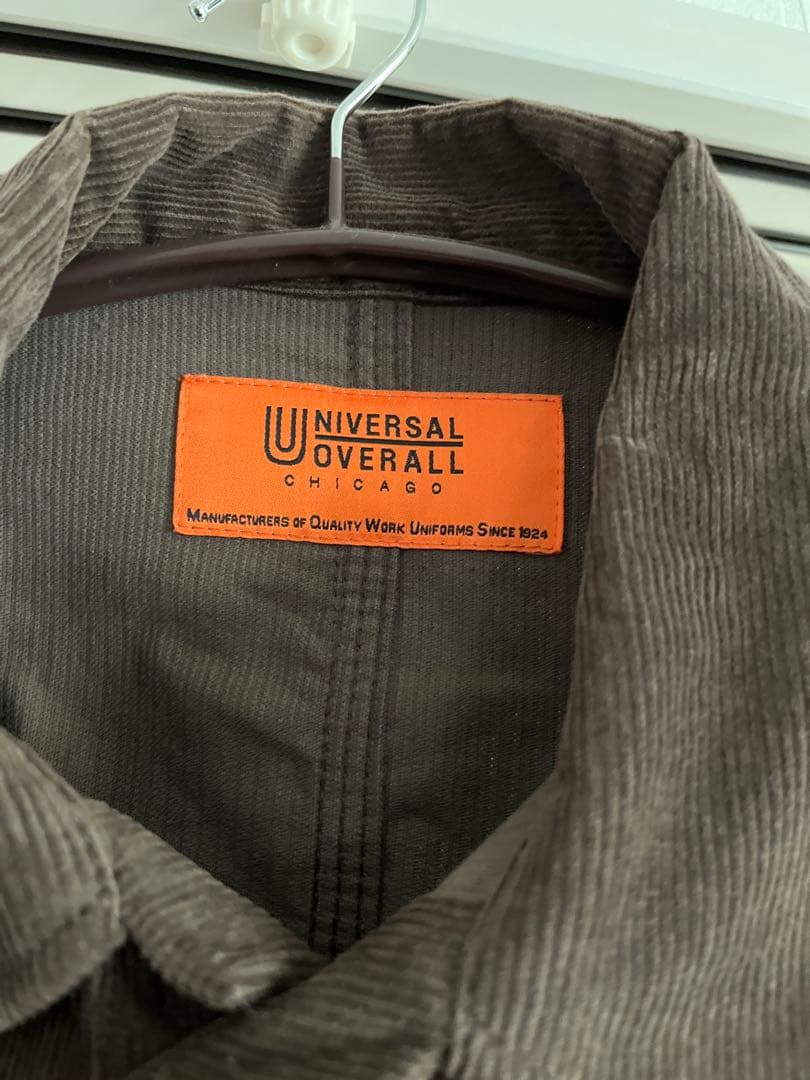 UNIVERSAL
OVERALL
CHICAGO
MANUFACTURERS OF QUALITY WORK UNIFORMS SINCE 1924